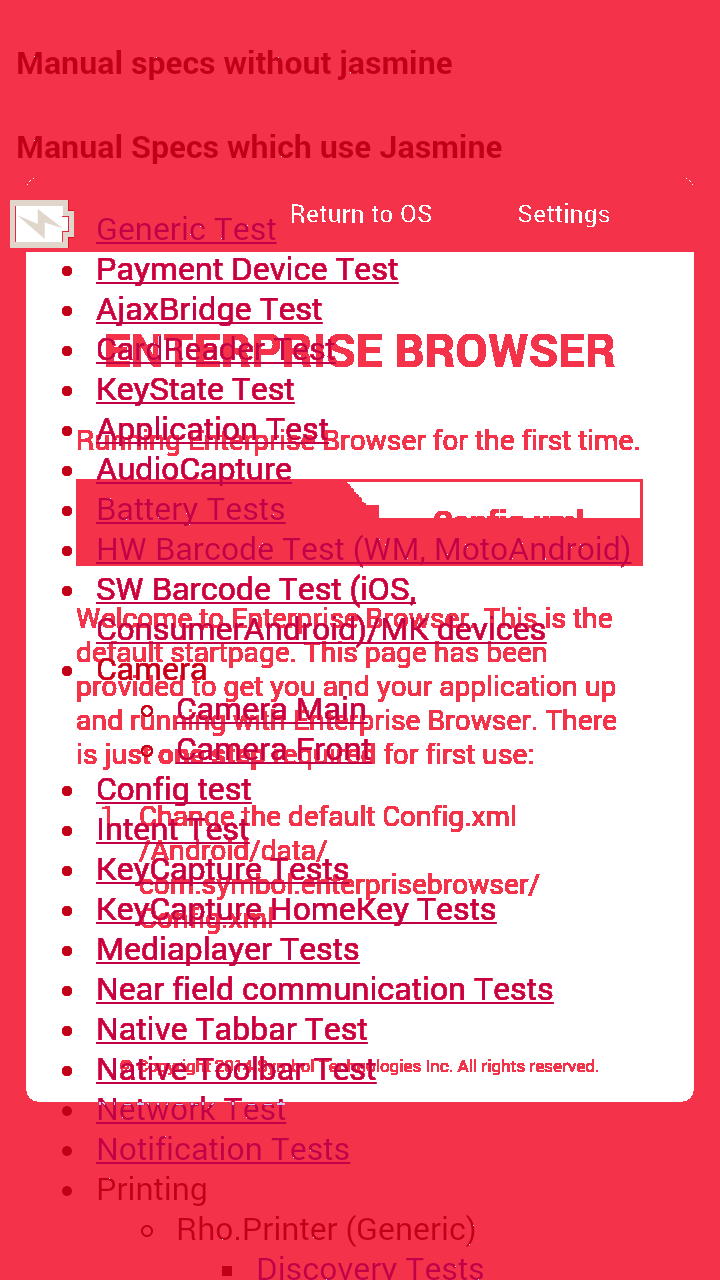 Manual specs without jasmine
Manual Specs which use Jasmine
Return to OS
Settings
Generic Test
Payment Device Test
AjaxBridge Test
CardReader Test
ENTERPRISE BROWSER
KeyState Test
Application Test
Running Enterprise Browser for the first time.
AudioCapture
Battery Tests
Config.xml
HW Barcode Test (WM, MotoAndroid)
SW Barcode Test (iOS,
ConsumerAndroid)/MK devices
Welcome to Enterprise Browser. This is the
default startpage. This page has been
provided to get you and your application up
and running with Enterprise Browser. There
is just one step required for first use:
Camera
Camera Main
Camera Front
Config test
1. Change the default Config.xml
/Android/data/
com.symbol.enterprisebrowser/
Config.xml
Intent Test
KeyCapture Tests
KeyCapture HomeKey Tests
Mediaplayer Tests
Near field communication Tests
Native Tabbar Test
Native Toolbar Test
© Copyright 2014 Symbol Technologies Inc. All rights reserved.
Network Test
Notification Tests
Printing
Rho.Printer (Generic)
Discovery Tests